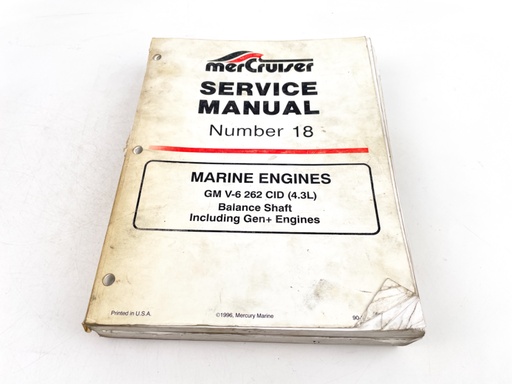 merCruiser
SERVICE
MANUAL
Number 18
MARINE ENGINES
GM V-6 262 CID (4.3L)
Balance Shaft
Including Gen+ Engines
Printed in U.S.A.
©1996, Mercury Marine
90-